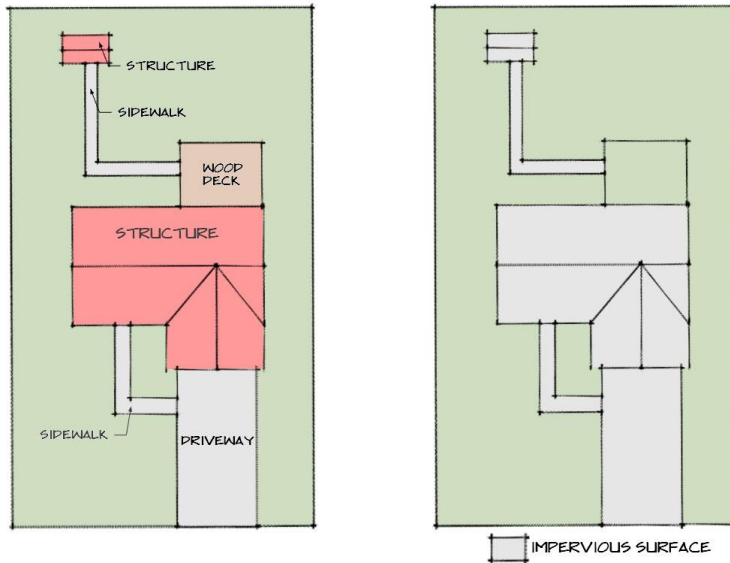 STRUCTURE
SIDEWALK
WOOD
DECK
STRUCTURE
SIDEWALK
DRIVEWAY
IMPERVIOUS SURFACE